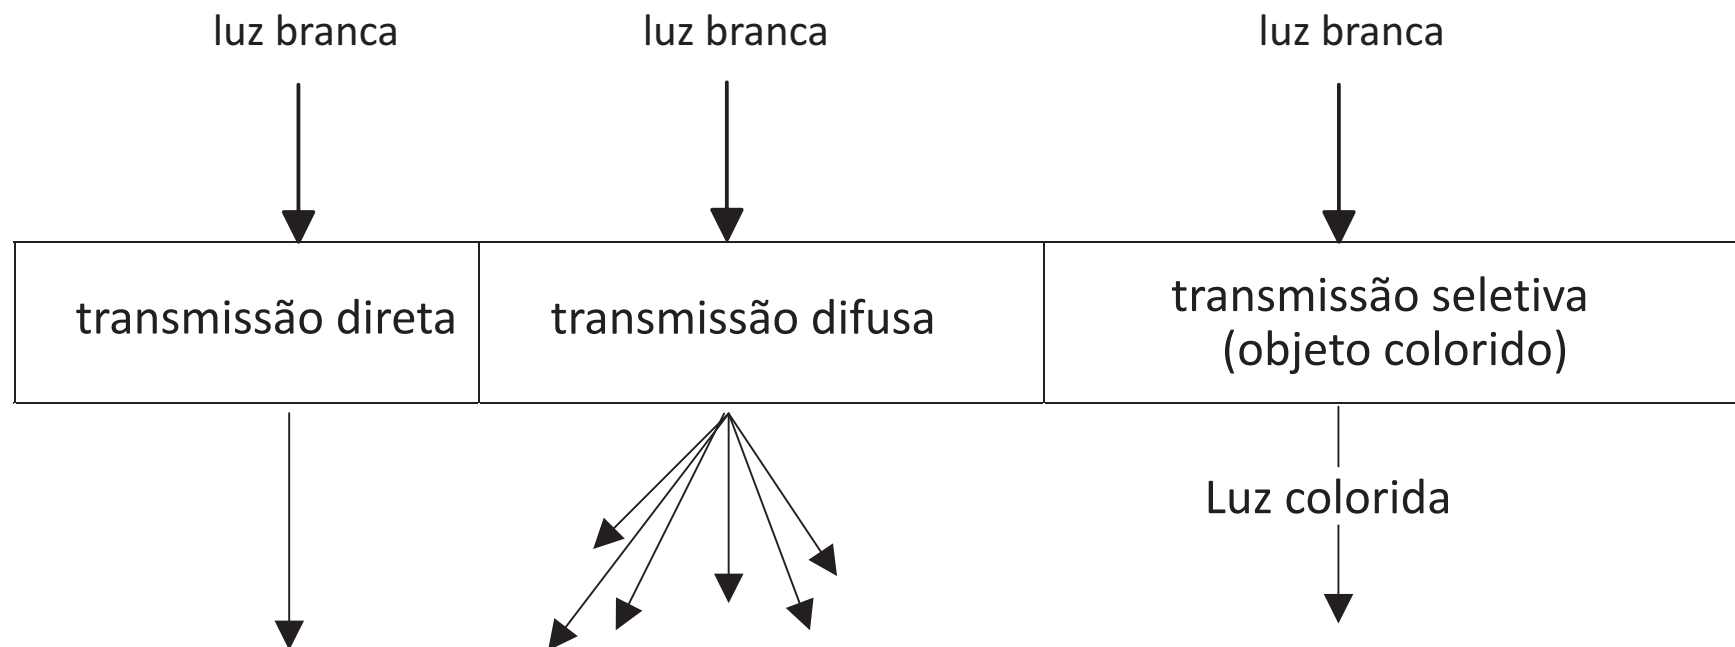 luz branca
luz branca
luz branca
transmissão direta
transmissão difusa
transmissão seletiva
(objeto colorido)
Luz colorida